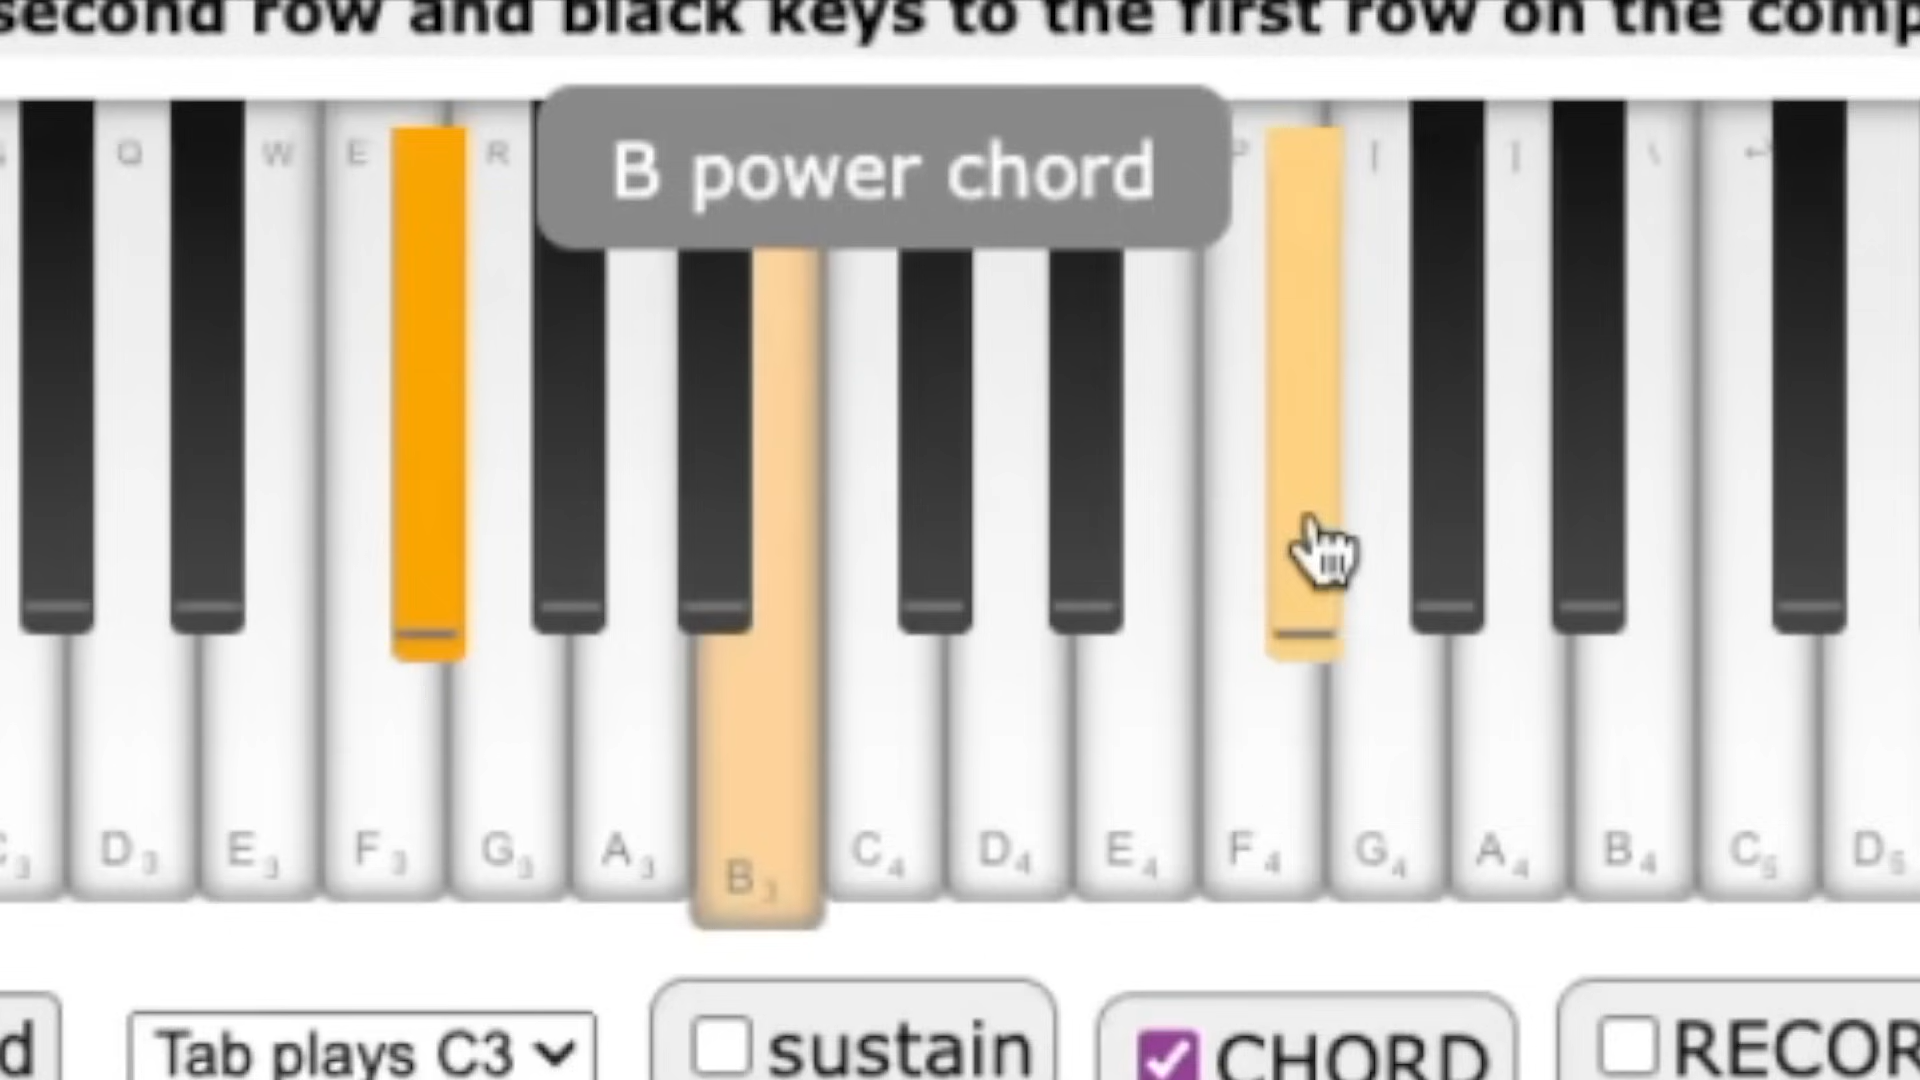 second row and black keys to the first row on the comp
Q W E R P [ ] \ ↵
B power chord
C3 D3 E3 F3 G3 A3 B3 C4 D4 E4 F4 G4 A4 B4 C5 D5
d Tab plays C3 sustain CHORD RECOR